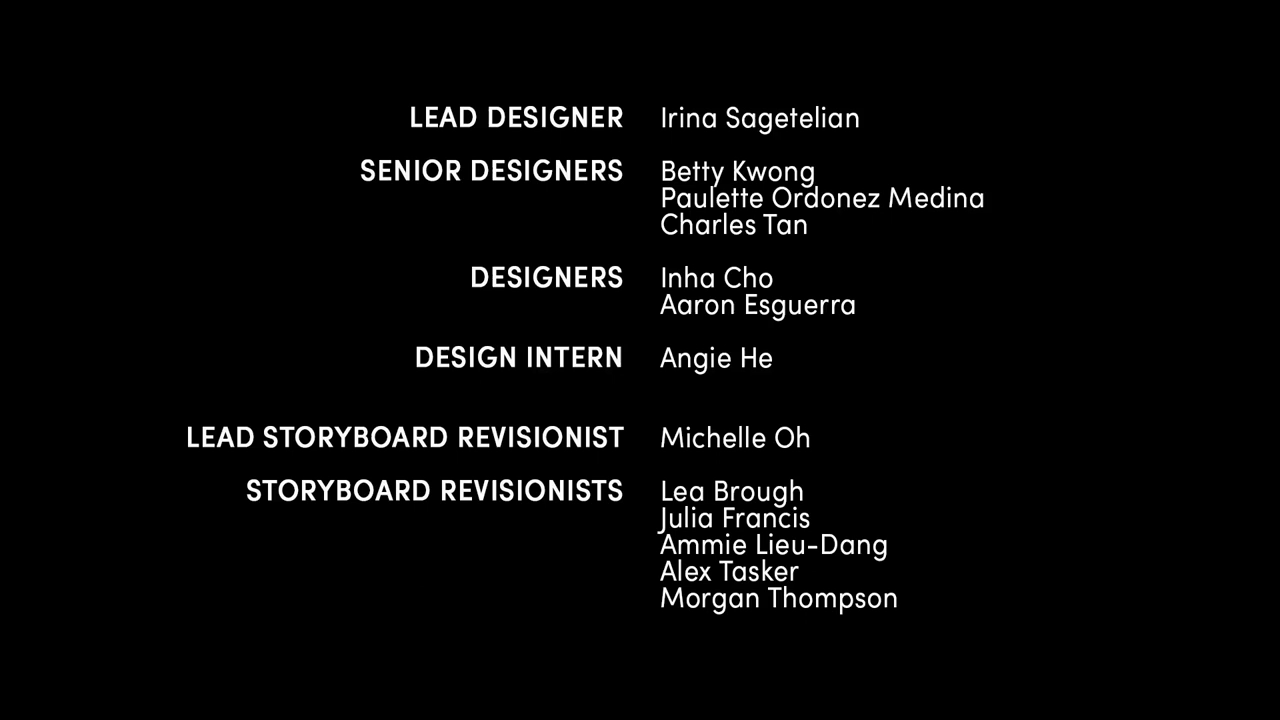 LEAD DESIGNER Irina Sagetelian
SENIOR DESIGNERS Betty Kwong
Paulette Ordonez Medina
Charles Tan
DESIGNERS Inha Cho
Aaron Esguerra
DESIGN INTERN Angie He
LEAD STORYBOARD REVISIONIST Michelle Oh
STORYBOARD REVISIONISTS Lea Brough
Julia Francis
Ammie Lieu-Dang
Alex Tasker
Morgan Thompson